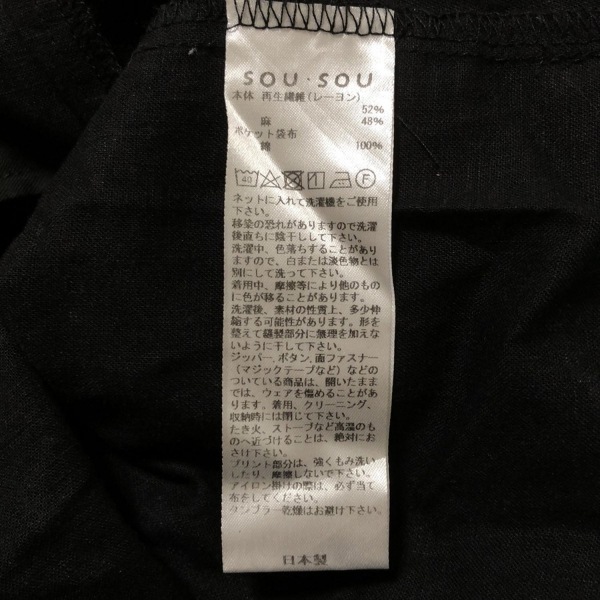 SOU・SOU
本体 再生繊維(レーヨン)
52%
麻 48%
ポケット袋布
綿 100%
40 F
ネットに入れて洗濯機をご使用
下さい。
移染の恐れがありますので洗濯
後直ちに陰干しして下さい。
洗濯中、色落ちすることがあり
ますので、白または淡色物とは
別にして洗って下さい。
着用中、摩擦等により他のもの
に色が移ることがあります。
洗濯後、素材の性質上、多少伸
縮する可能性があります。形を
整えて縫製部分に無理を加えな
いように干して下さい。
ジッパー、ボタン、面ファスナー
(マジックテープなど)などの
ついている商品は、開いたまま
では、ウェアを傷めることがあ
ります。着用、クリーニング、
収納時には閉じて下さい。
たき火、ストーブなど高温のも
のへ近づけることは、絶対にお
さけ下さい。
プリント部分は、強くもみ洗い
したり、摩擦しないで下さい。
アイロン掛けの際は、必ず当て
布をしてください。
タンブラー乾燥はお避け下さい。
日本製